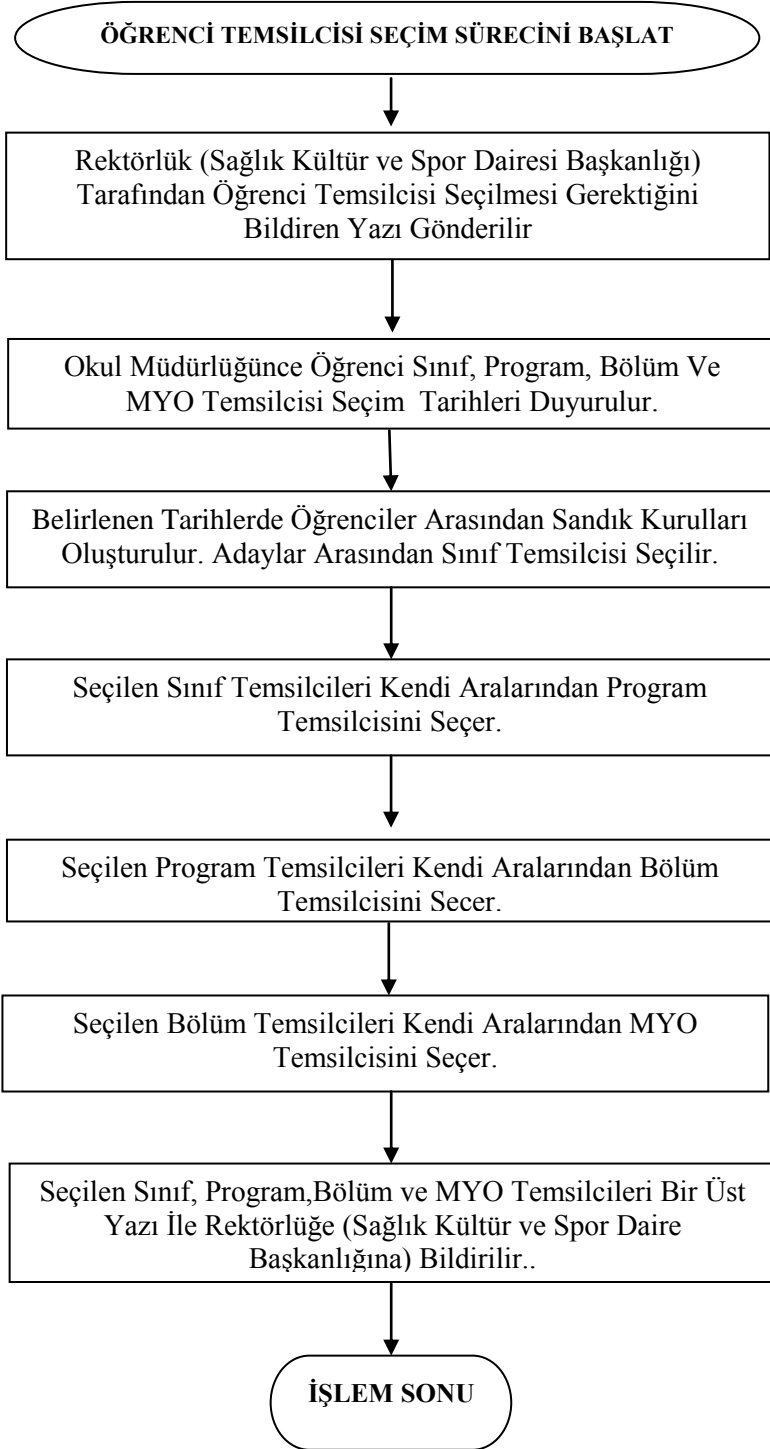 ÖĞRENCİ TEMSİLCİSİ SEÇİM SÜRECİNİ BAŞLAT
Rektörlük (Sağlık Kültür ve Spor Dairesi Başkanlığı)
Tarafından Öğrenci Temsilcisi Seçilmesi Gerektiğini
Bildiren Yazı Gönderilir
Okul Müdürlüğünce Öğrenci Sınıf, Program, Bölüm Ve
MYO Temsilcisi Seçim Tarihleri Duyurulur.
Belirlenen Tarihlerde Öğrenciler Arasından Sandık Kurulları
Oluşturulur. Adaylar Arasından Sınıf Temsilcisi Seçilir.
Seçilen Sınıf Temsilcileri Kendi Aralarından Program
Temsilcisini Seçer.
Seçilen Program Temsilcileri Kendi Aralarından Bölüm
Temsilcisini Seçer.
Seçilen Bölüm Temsilcileri Kendi Aralarından MYO
Temsilcisini Seçer.
Seçilen Sınıf, Program,Bölüm ve MYO Temsilcileri Bir Üst
Yazı İle Rektörlüğe (Sağlık Kültür ve Spor Daire
Başkanlığına) Bildirilir..
İŞLEM SONU